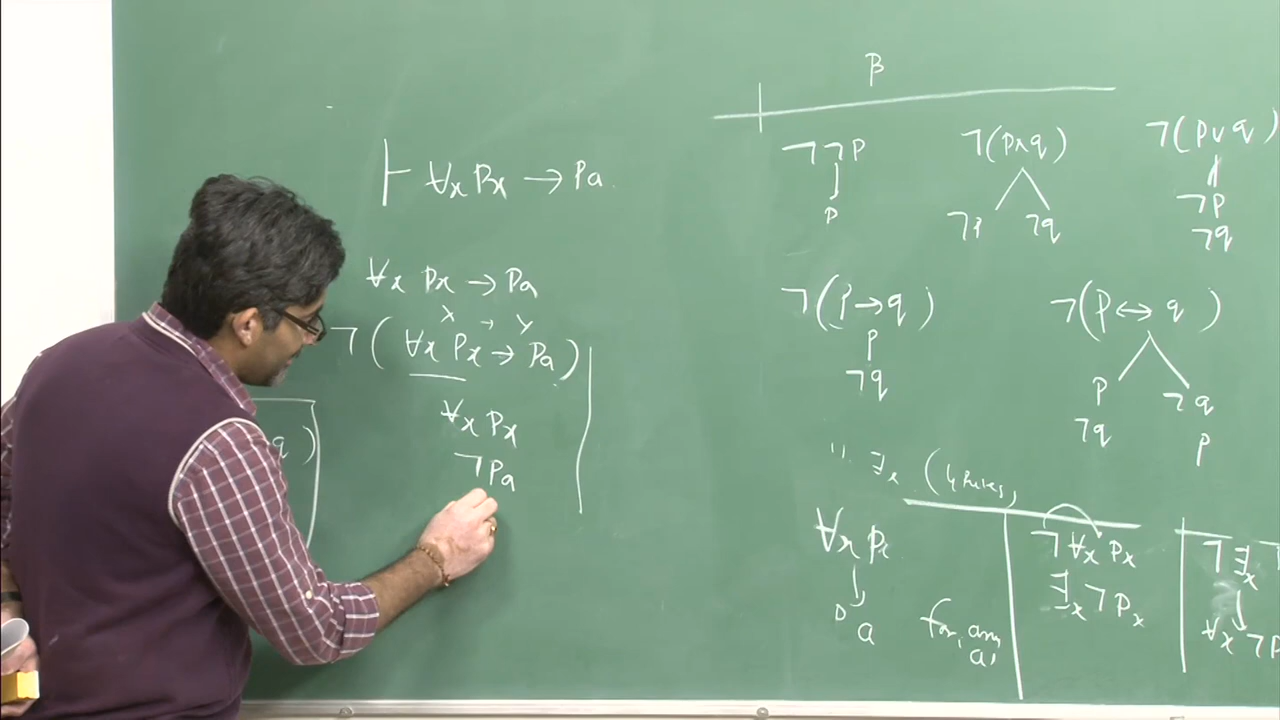 ⊢ ∀x Px → Pa
∀x Px → Pa
x → y
¬( ∀x Px → Pa )
∀x Px
¬Pa
q )
β
¬¬P
P
¬(P∧q)
¬P ¬q
¬(P∨q)
¬P
¬q
¬(P→q)
P
¬q
¬(P↔q)
P ¬q
¬q P
∃x (4 Rules)
∀x Px
a
for any
a,
¬∀x Px
∃x ¬Px
¬∃x
∀x ¬P